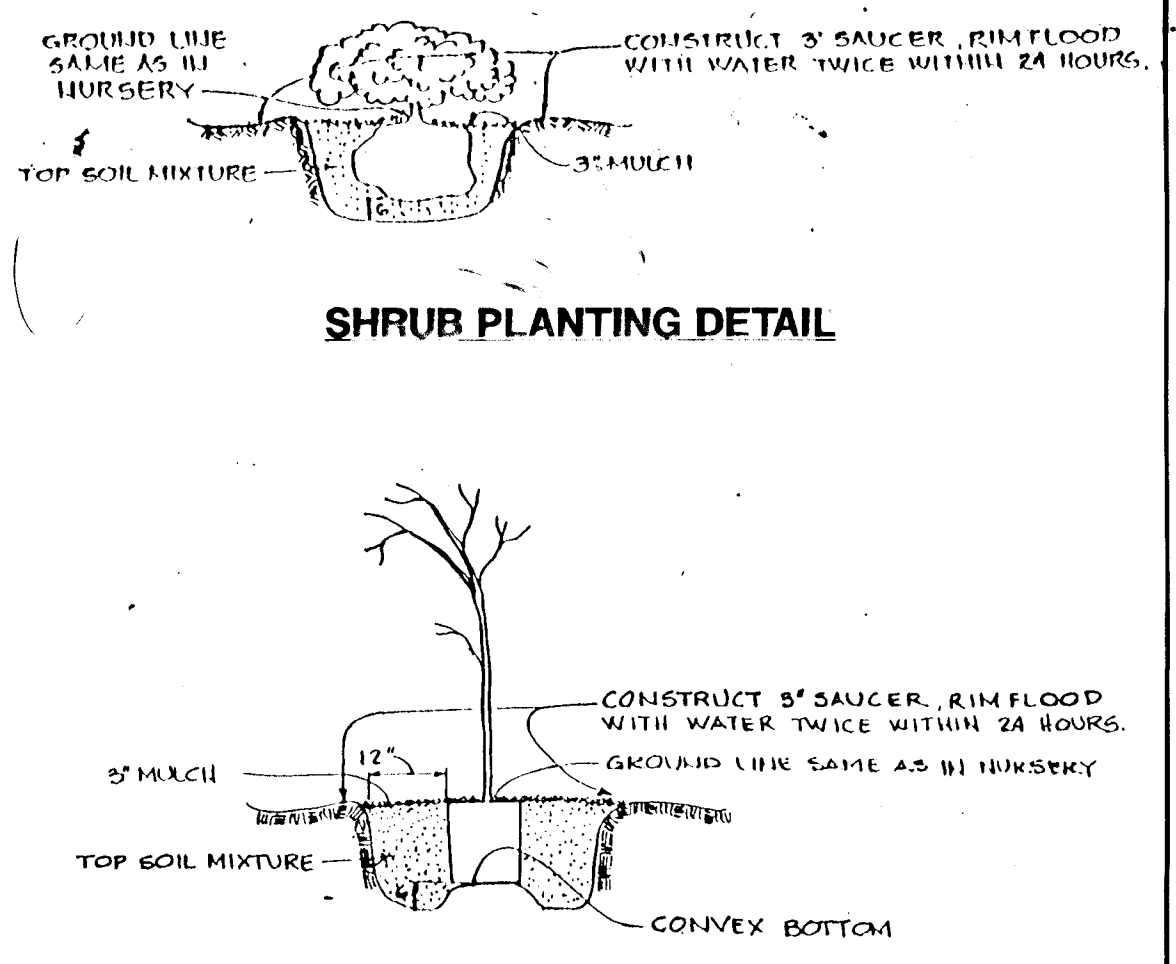 GROUND LINE
SAME AS IN
NURSERY
CONSTRUCT 3' SAUCER, RIM FLOOD
WITH WATER TWICE WITHIN 24 HOURS.
TOP SOIL MIXTURE
3" MULCH
6"
SHRUB PLANTING DETAIL
CONSTRUCT 3" SAUCER, RIM FLOOD
WITH WATER TWICE WITHIN 24 HOURS.
12"
3" MULCH
GROUND LINE SAME AS IN NURSERY
TOP SOIL MIXTURE
CONVEX BOTTOM